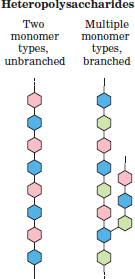 Heteropolysaccharides
Two
monomer
types,
unbranched
Multiple
monomer
types,
branched